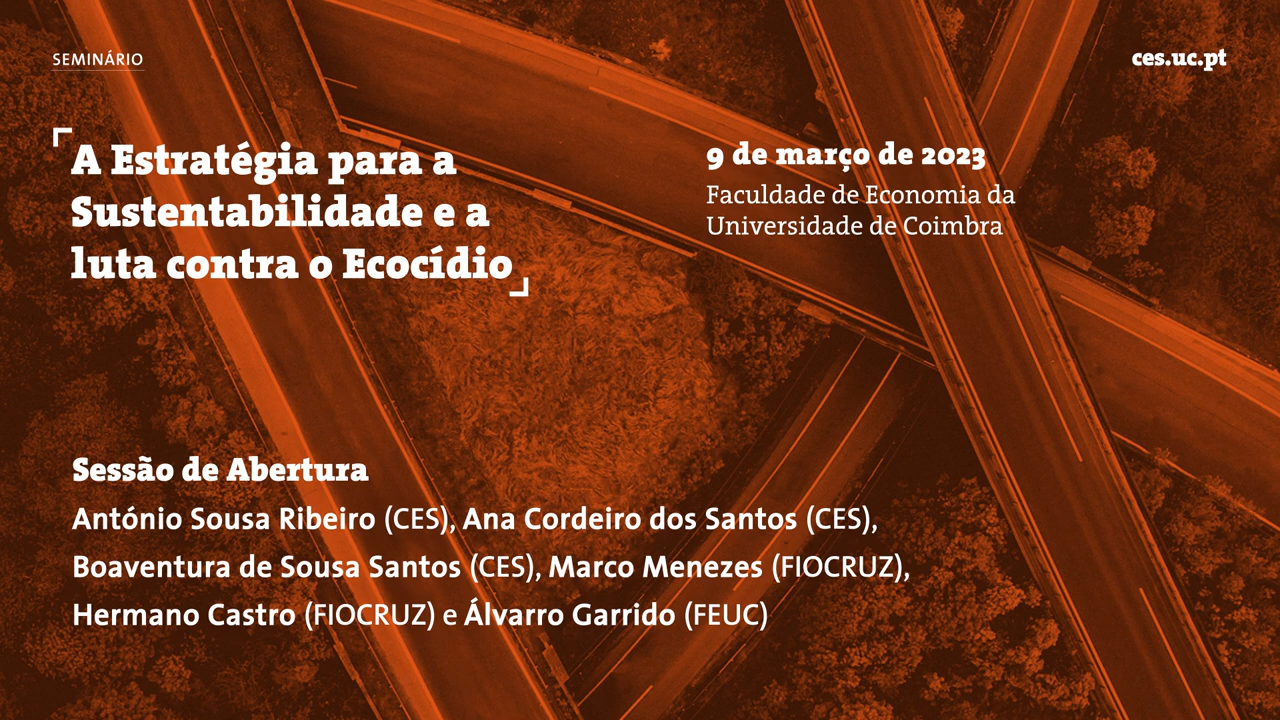 SEMINÁRIO
ces.uc.pt
A Estratégia para a
Sustentabilidade e a
luta contra o Ecocídio
9 de março de 2023
Faculdade de Economia da
Universidade de Coimbra
Sessão de Abertura
António Sousa Ribeiro (CES), Ana Cordeiro dos Santos (CES),
Boaventura de Sousa Santos (CES), Marco Menezes (FIOCRUZ),
Hermano Castro (FIOCRUZ) e Álvarro Garrido (FEUC)